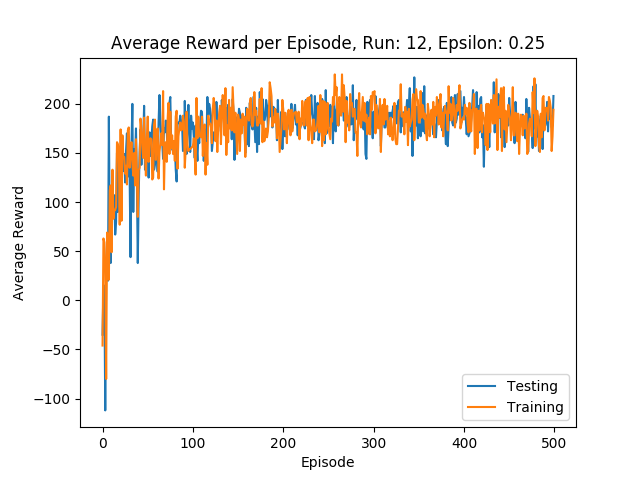 Average Reward per Episode, Run: 12, Epsilon: 0.25
Average Reward
200
150
100
50
0
−50
−100
0
100
200
300
400
500
Episode
Testing
Training